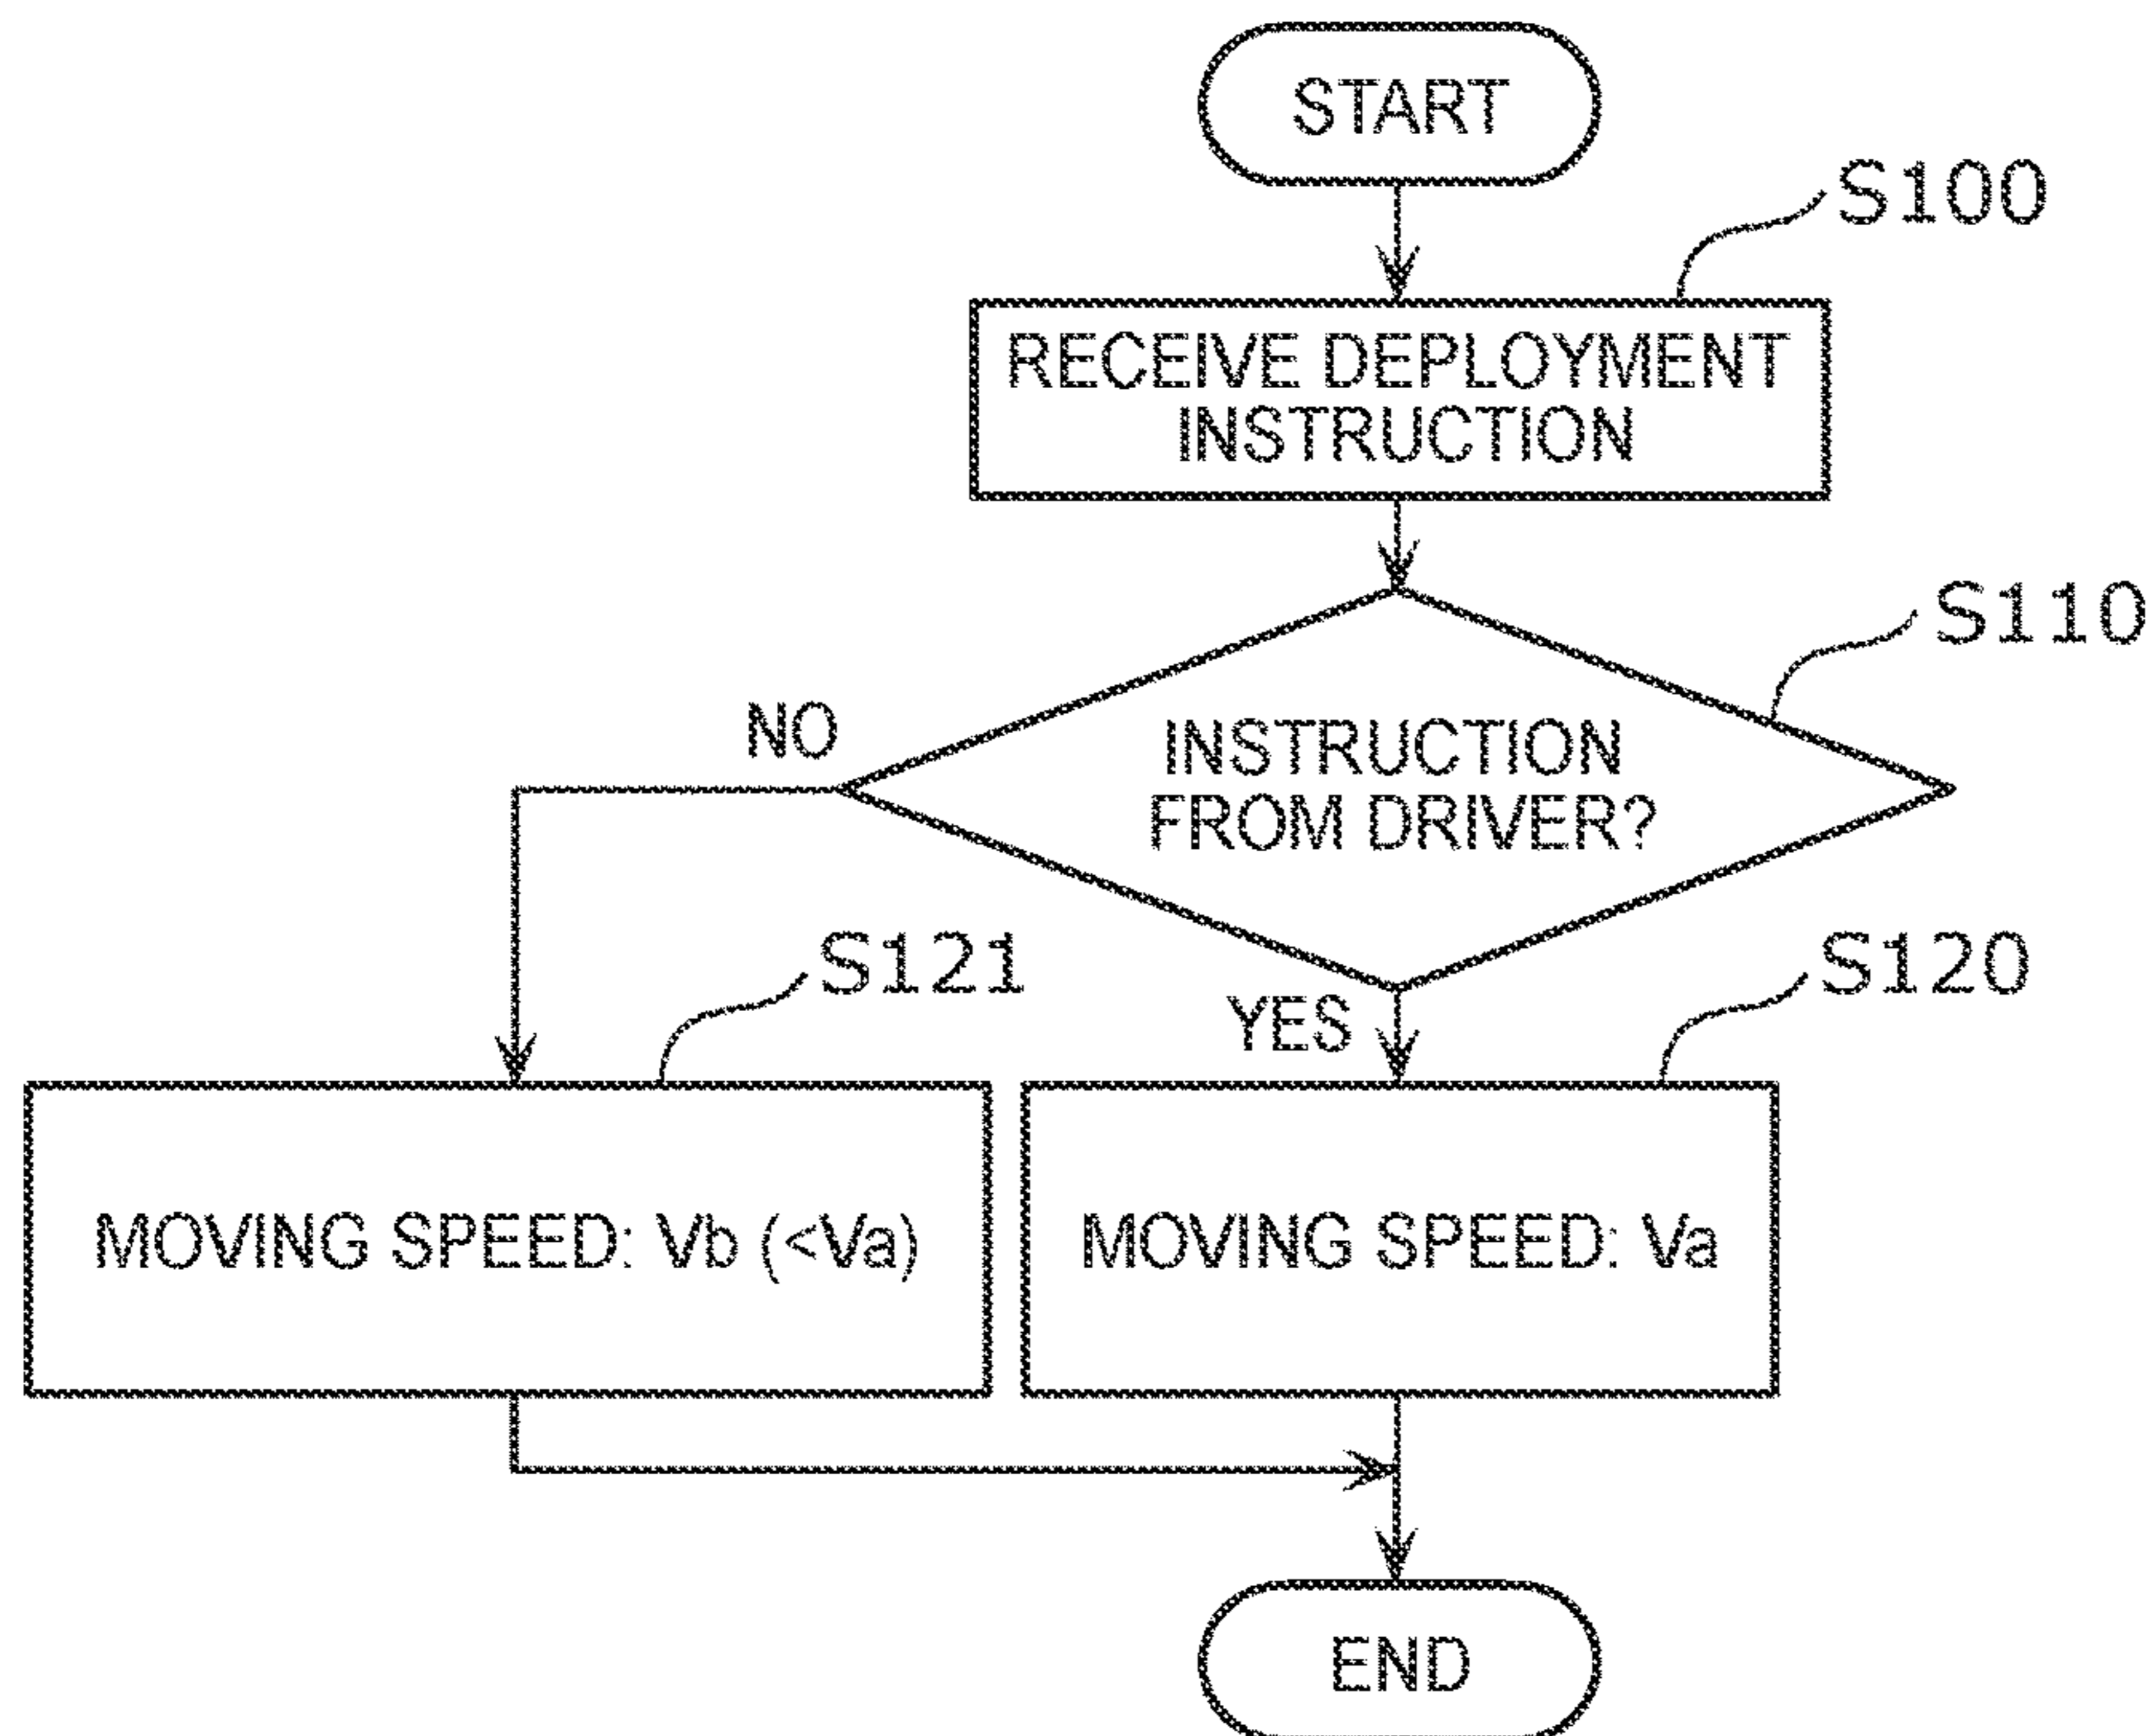 START
S100
RECEIVE DEPLOYMENT
INSTRUCTION
S110
NO
INSTRUCTION
FROM DRIVER?
S121
S120
YES
MOVING SPEED: Vb (<Va)
MOVING SPEED: Va
END